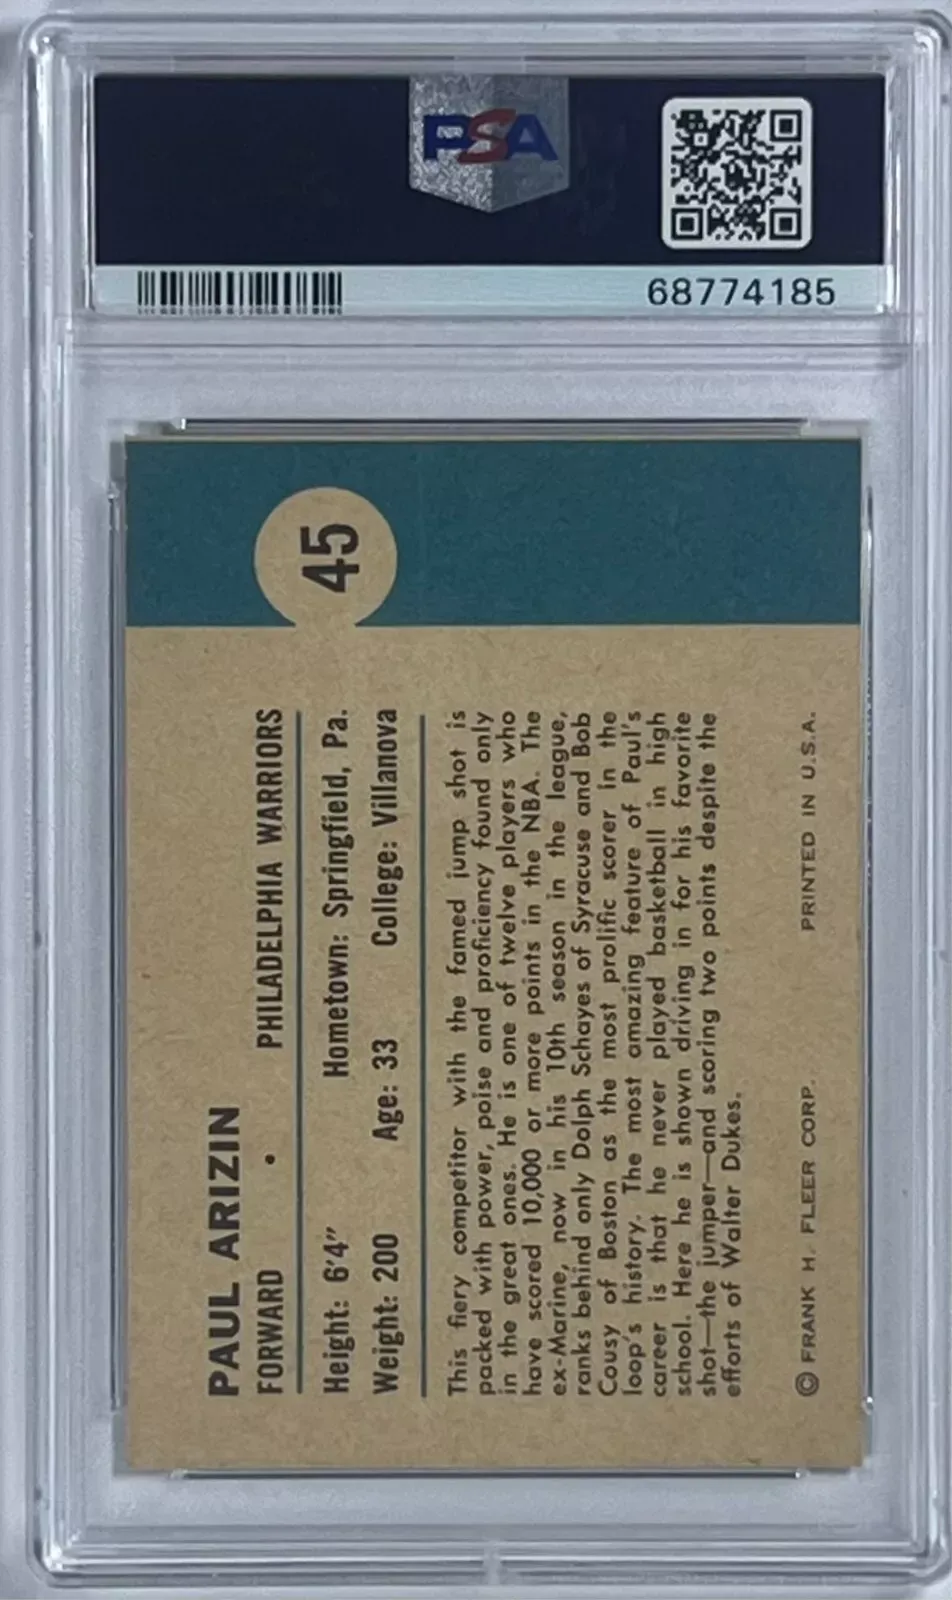 PSA
68774185
45
PAUL ARIZIN
FORWARD • PHILADELPHIA WARRIORS
Height: 6'4" Hometown: Springfield, Pa.
Weight: 200 Age: 33 College: Villanova
This fiery competitor with the famed jump shot is
packed with power, poise and proficiency found only
in the great ones. He is one of twelve players who
have scored 10,000 or more points in the NBA. The
ex-Marine, now in his 10th season in the league,
ranks behind only Dolph Schayes of Syracuse and Bob
Cousy of Boston as the most prolific scorer in the
loop's history. The most amazing feature of Paul's
career is that he never played basketball in high
school. Here he is shown driving in for his favorite
shot—the jumper—and scoring two points despite the
efforts of Walter Dukes.
© FRANK H. FLEER CORP. PRINTED IN U.S.A.